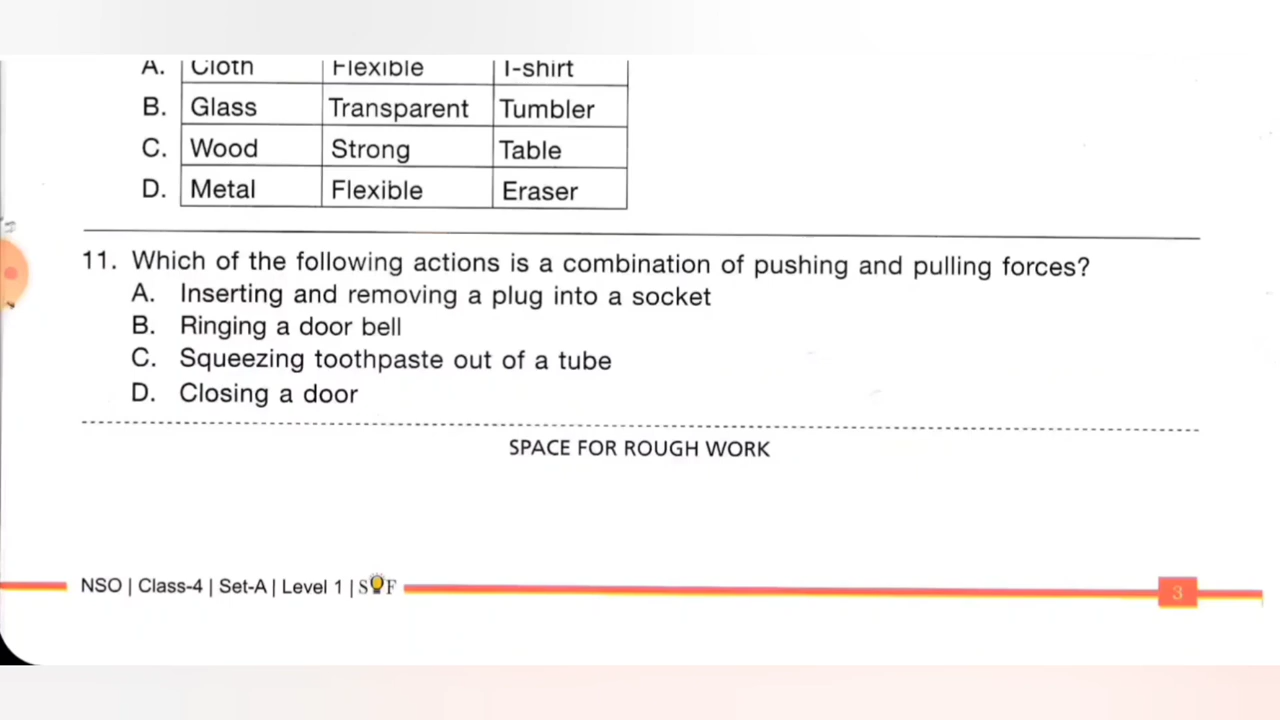 A. Cloth Flexible T-shirt
B. Glass Transparent Tumbler
C. Wood Strong Table
D. Metal Flexible Eraser
11. Which of the following actions is a combination of pushing and pulling forces?
A. Inserting and removing a plug into a socket
B. Ringing a door bell
C. Squeezing toothpaste out of a tube
D. Closing a door
SPACE FOR ROUGH WORK
NSO | Class-4 | Set-A | Level 1 | SOF
3